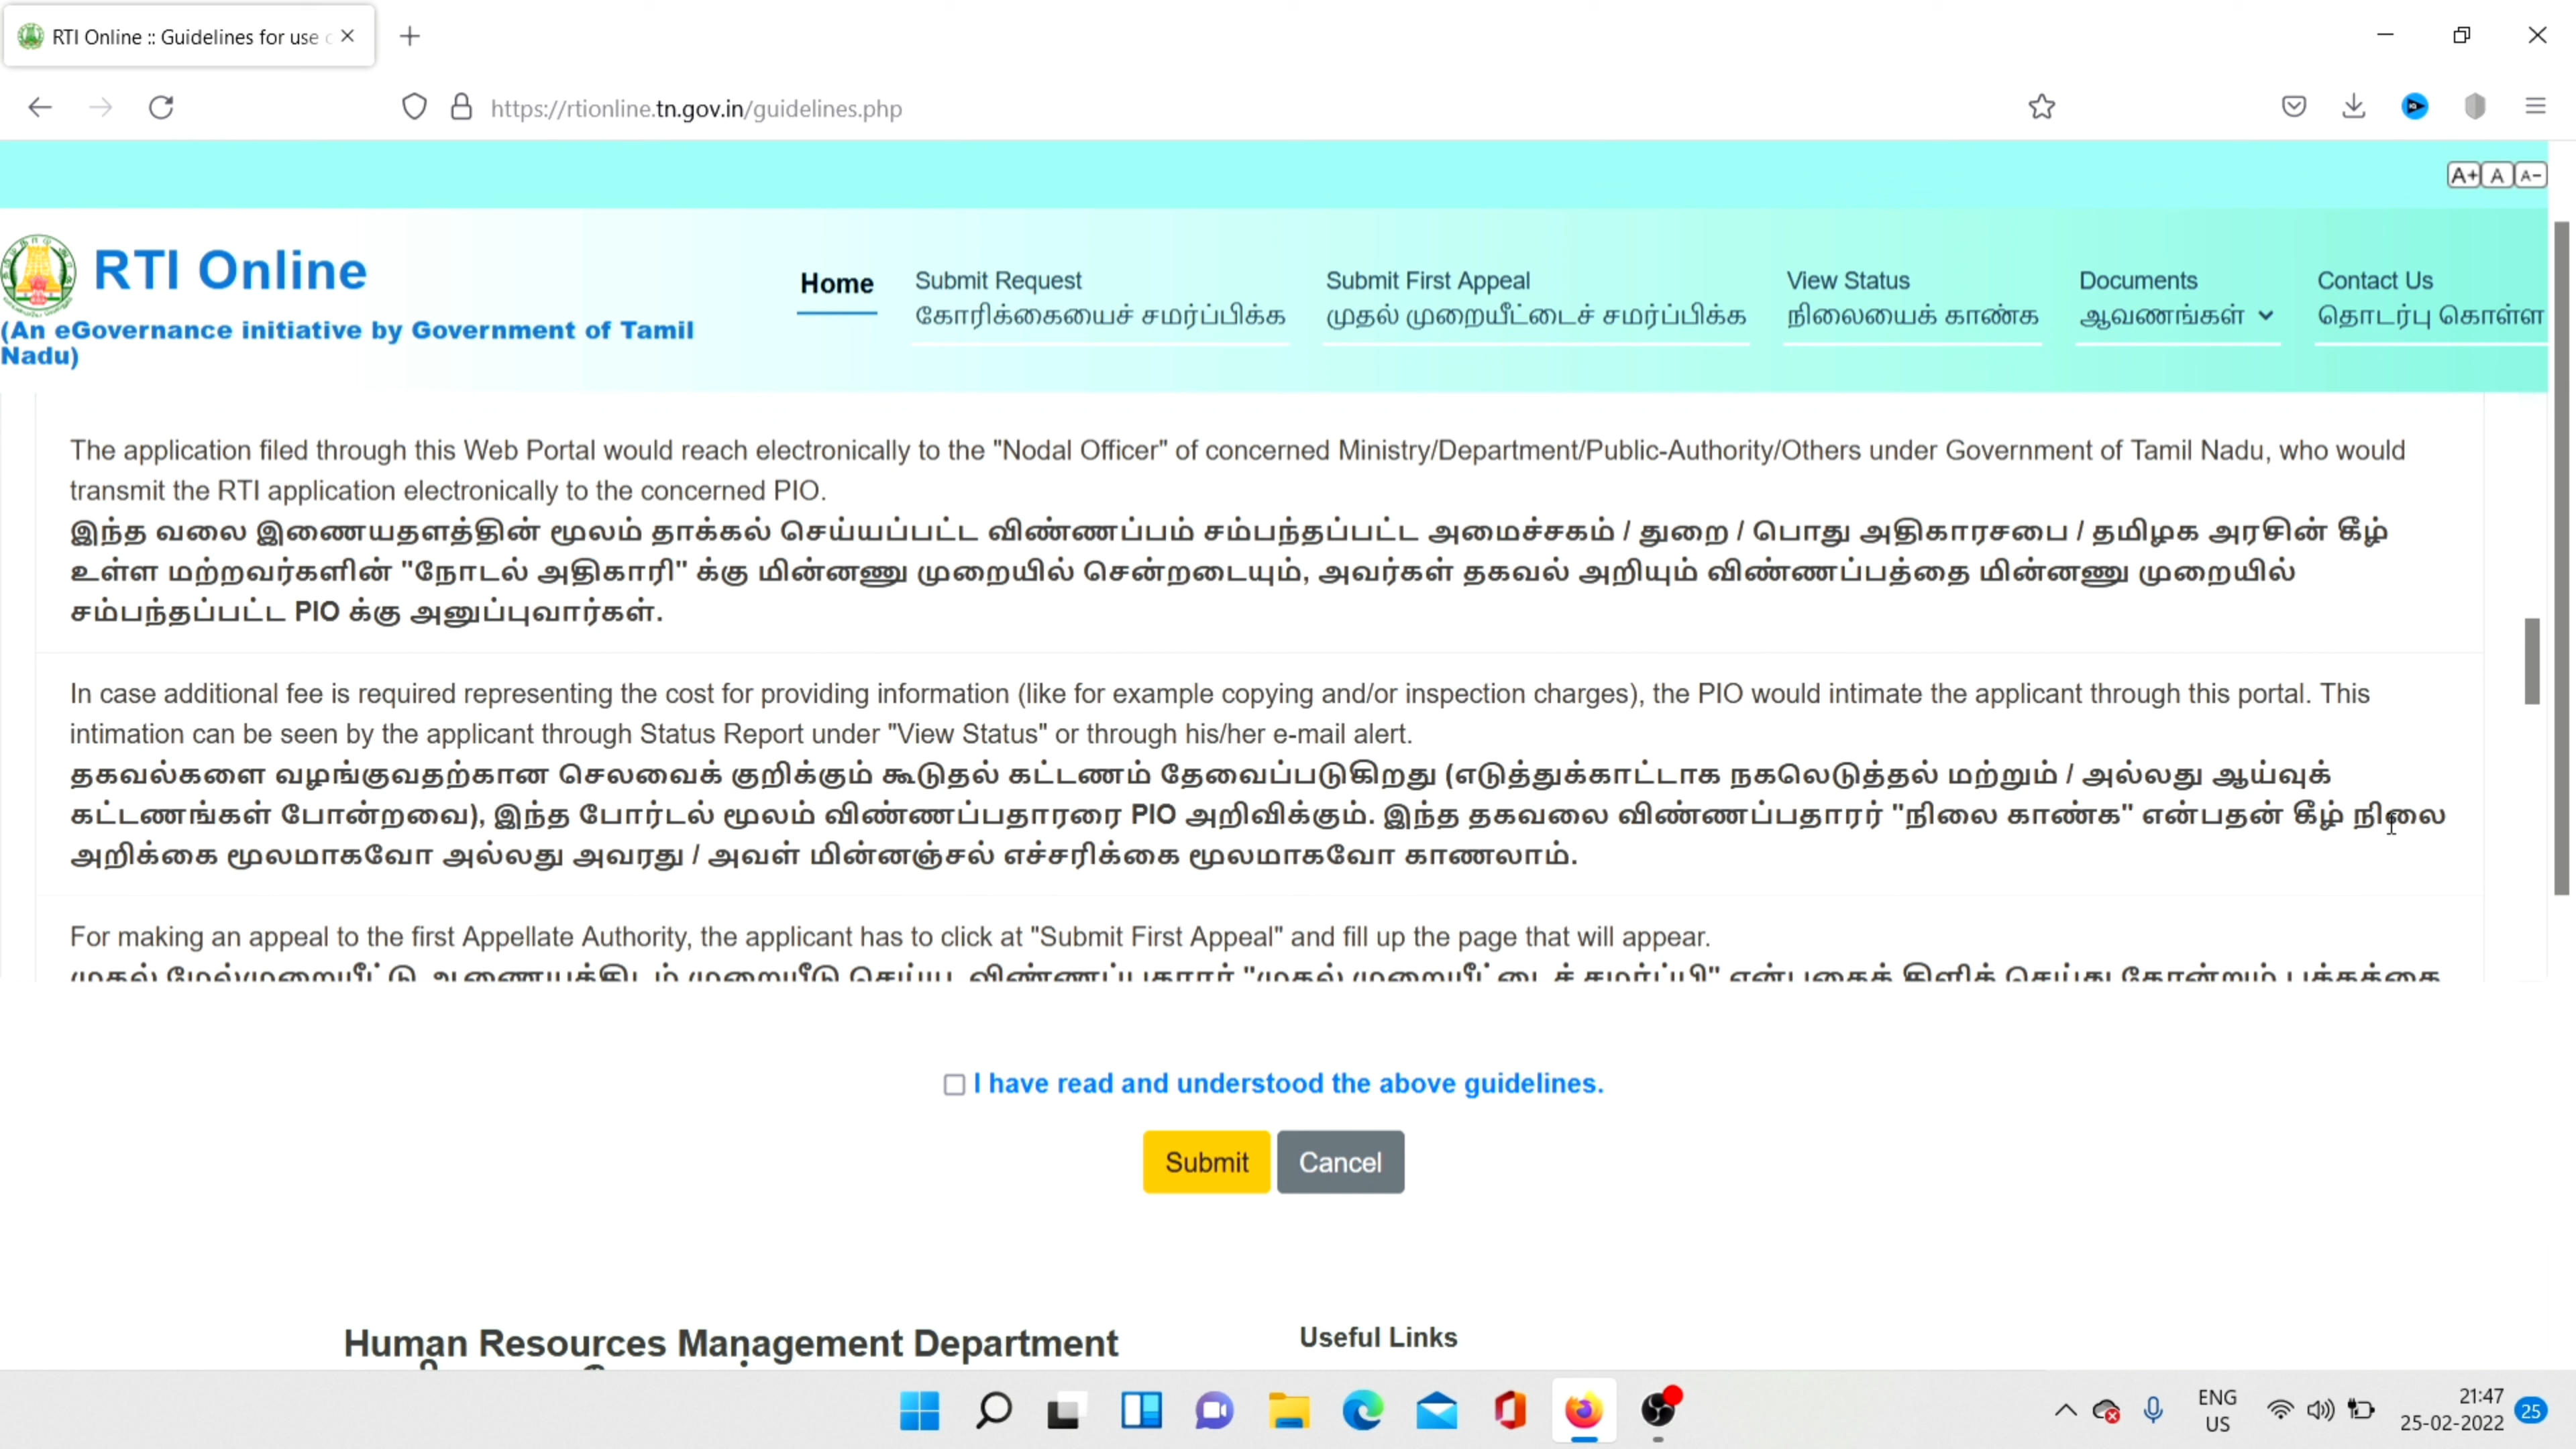 RTI Online :: Guidelines for use
https://rtionline.tn.gov.in/guidelines.php
A+ A A-
RTI Online
(An eGovernance initiative by Government of Tamil
Nadu)
Home
Submit Request
கோரிக்கையைச் சமர்ப்பிக்க
Submit First Appeal
முதல் முறையீட்டைச் சமர்ப்பிக்க
View Status
நிலையைக் காண்க
Documents
ஆவணங்கள்
Contact Us
தொடர்பு கொள்ள
The application filed through this Web Portal would reach electronically to the "Nodal Officer" of concerned Ministry/Department/Public-Authority/Others under Government of Tamil Nadu, who would
transmit the RTI application electronically to the concerned PIO.
இந்த வலை இணையதளத்தின் மூலம் தாக்கல் செய்யப்பட்ட விண்ணப்பம் சம்பந்தப்பட்ட அமைச்சகம் / துறை / பொது அதிகாரசபை / தமிழக அரசின் கீழ்
உள்ள மற்றவர்களின் "நோடல் அதிகாரி" க்கு மின்னணு முறையில் சென்றடையும், அவர்கள் தகவல் அறியும் விண்ணப்பத்தை மின்னணு முறையில்
சம்பந்தப்பட்ட PIO க்கு அனுப்புவார்கள்.
In case additional fee is required representing the cost for providing information (like for example copying and/or inspection charges), the PIO would intimate the applicant through this portal. This
intimation can be seen by the applicant through Status Report under "View Status" or through his/her e-mail alert.
தகவல்களை வழங்குவதற்கான செலவைக் குறிக்கும் கூடுதல் கட்டணம் தேவைப்படுகிறது (எடுத்துக்காட்டாக நகலெடுத்தல் மற்றும் / அல்லது ஆய்வுக்
கட்டணங்கள் போன்றவை), இந்த போர்டல் மூலம் விண்ணப்பதாரரை PIO அறிவிக்கும். இந்த தகவலை விண்ணப்பதாரர் "நிலை காண்க" என்பதன் கீழ் நிலை
அறிக்கை மூலமாகவோ அல்லது அவரது / அவள் மின்னஞ்சல் எச்சரிக்கை மூலமாகவோ காணலாம்.
For making an appeal to the first Appellate Authority, the applicant has to click at "Submit First Appeal" and fill up the page that will appear.
முதல் மேல்முறையீட்டு ஆணையத்திடம் முறையீடு செய்ய, விண்ணப்பதாரர் "முதல் முறையீட்டைச் சமர்ப்பி" என்பதைக் கிளிக் செய்து தோன்றும் பக்கத்தை
I have read and understood the above guidelines.
Submit Cancel
Human Resources Management Department
Useful Links
ENG
US
21:47
25-02-2022
25